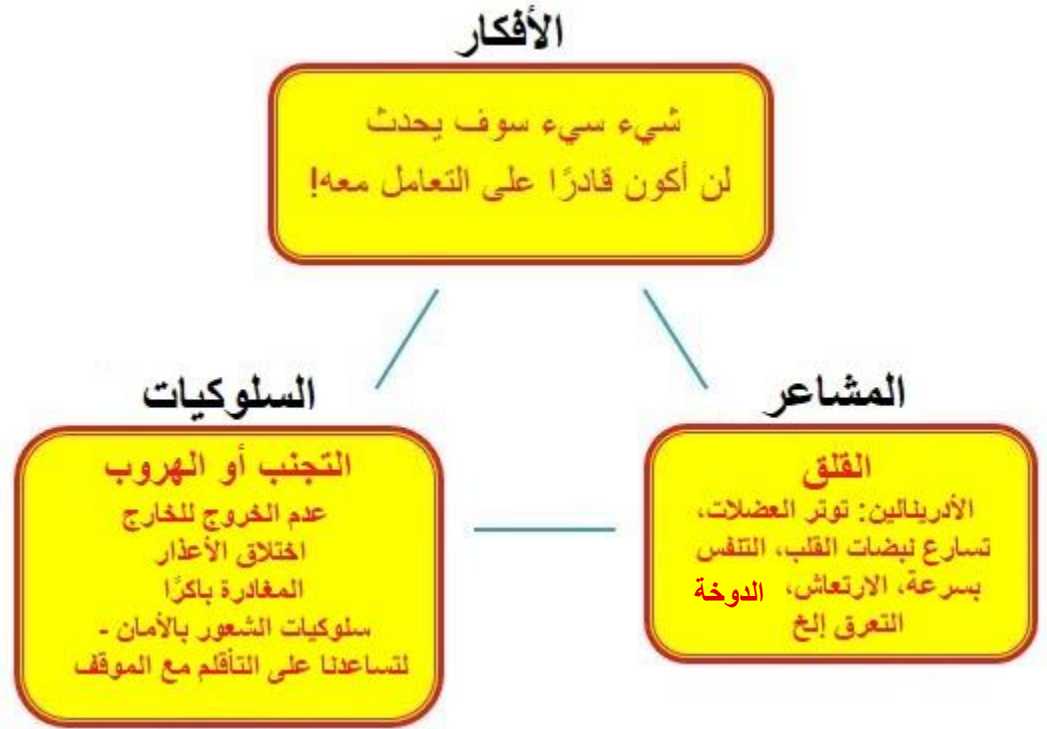 الأفكار
شيء سيء سوف يحدث
لن أكون قادرًا على التعامل معه!
المشاعر
القلق
الأدرينالين: توتر العضلات،
تسارع نبضات القلب، التنفس
بسرعة، الارتعاش، الدوخة
التعرق إلخ
السلوكيات
التجنب أو الهروب
عدم الخروج للخارج
اختلاق الأعذار
المغادرة باكرًا
سلوكيات الشعور بالأمان -
لتساعدنا على التأقلم مع الموقف